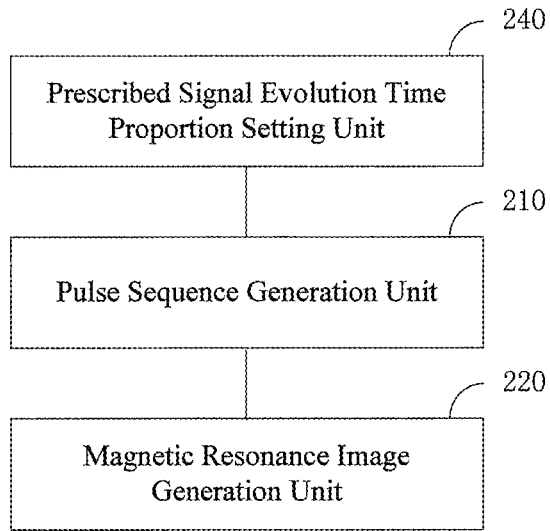 240
Prescribed Signal Evolution Time
Proportion Setting Unit
210
Pulse Sequence Generation Unit
220
Magnetic Resonance Image
Generation Unit